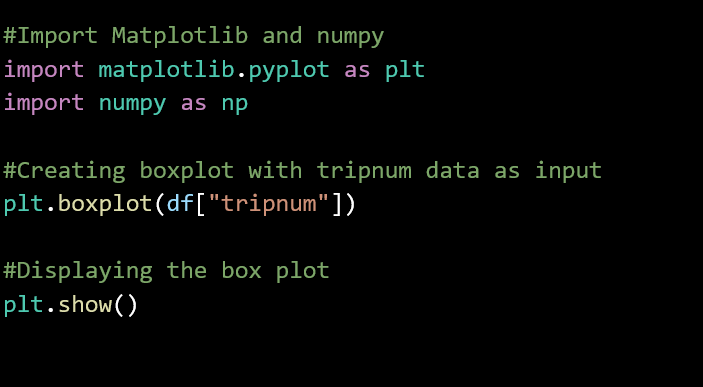 #Import Matplotlib and numpy
import matplotlib.pyplot as plt
import numpy as np
#Creating boxplot with tripnum data as input
plt.boxplot(df["tripnum"])
#Displaying the box plot
plt.show()